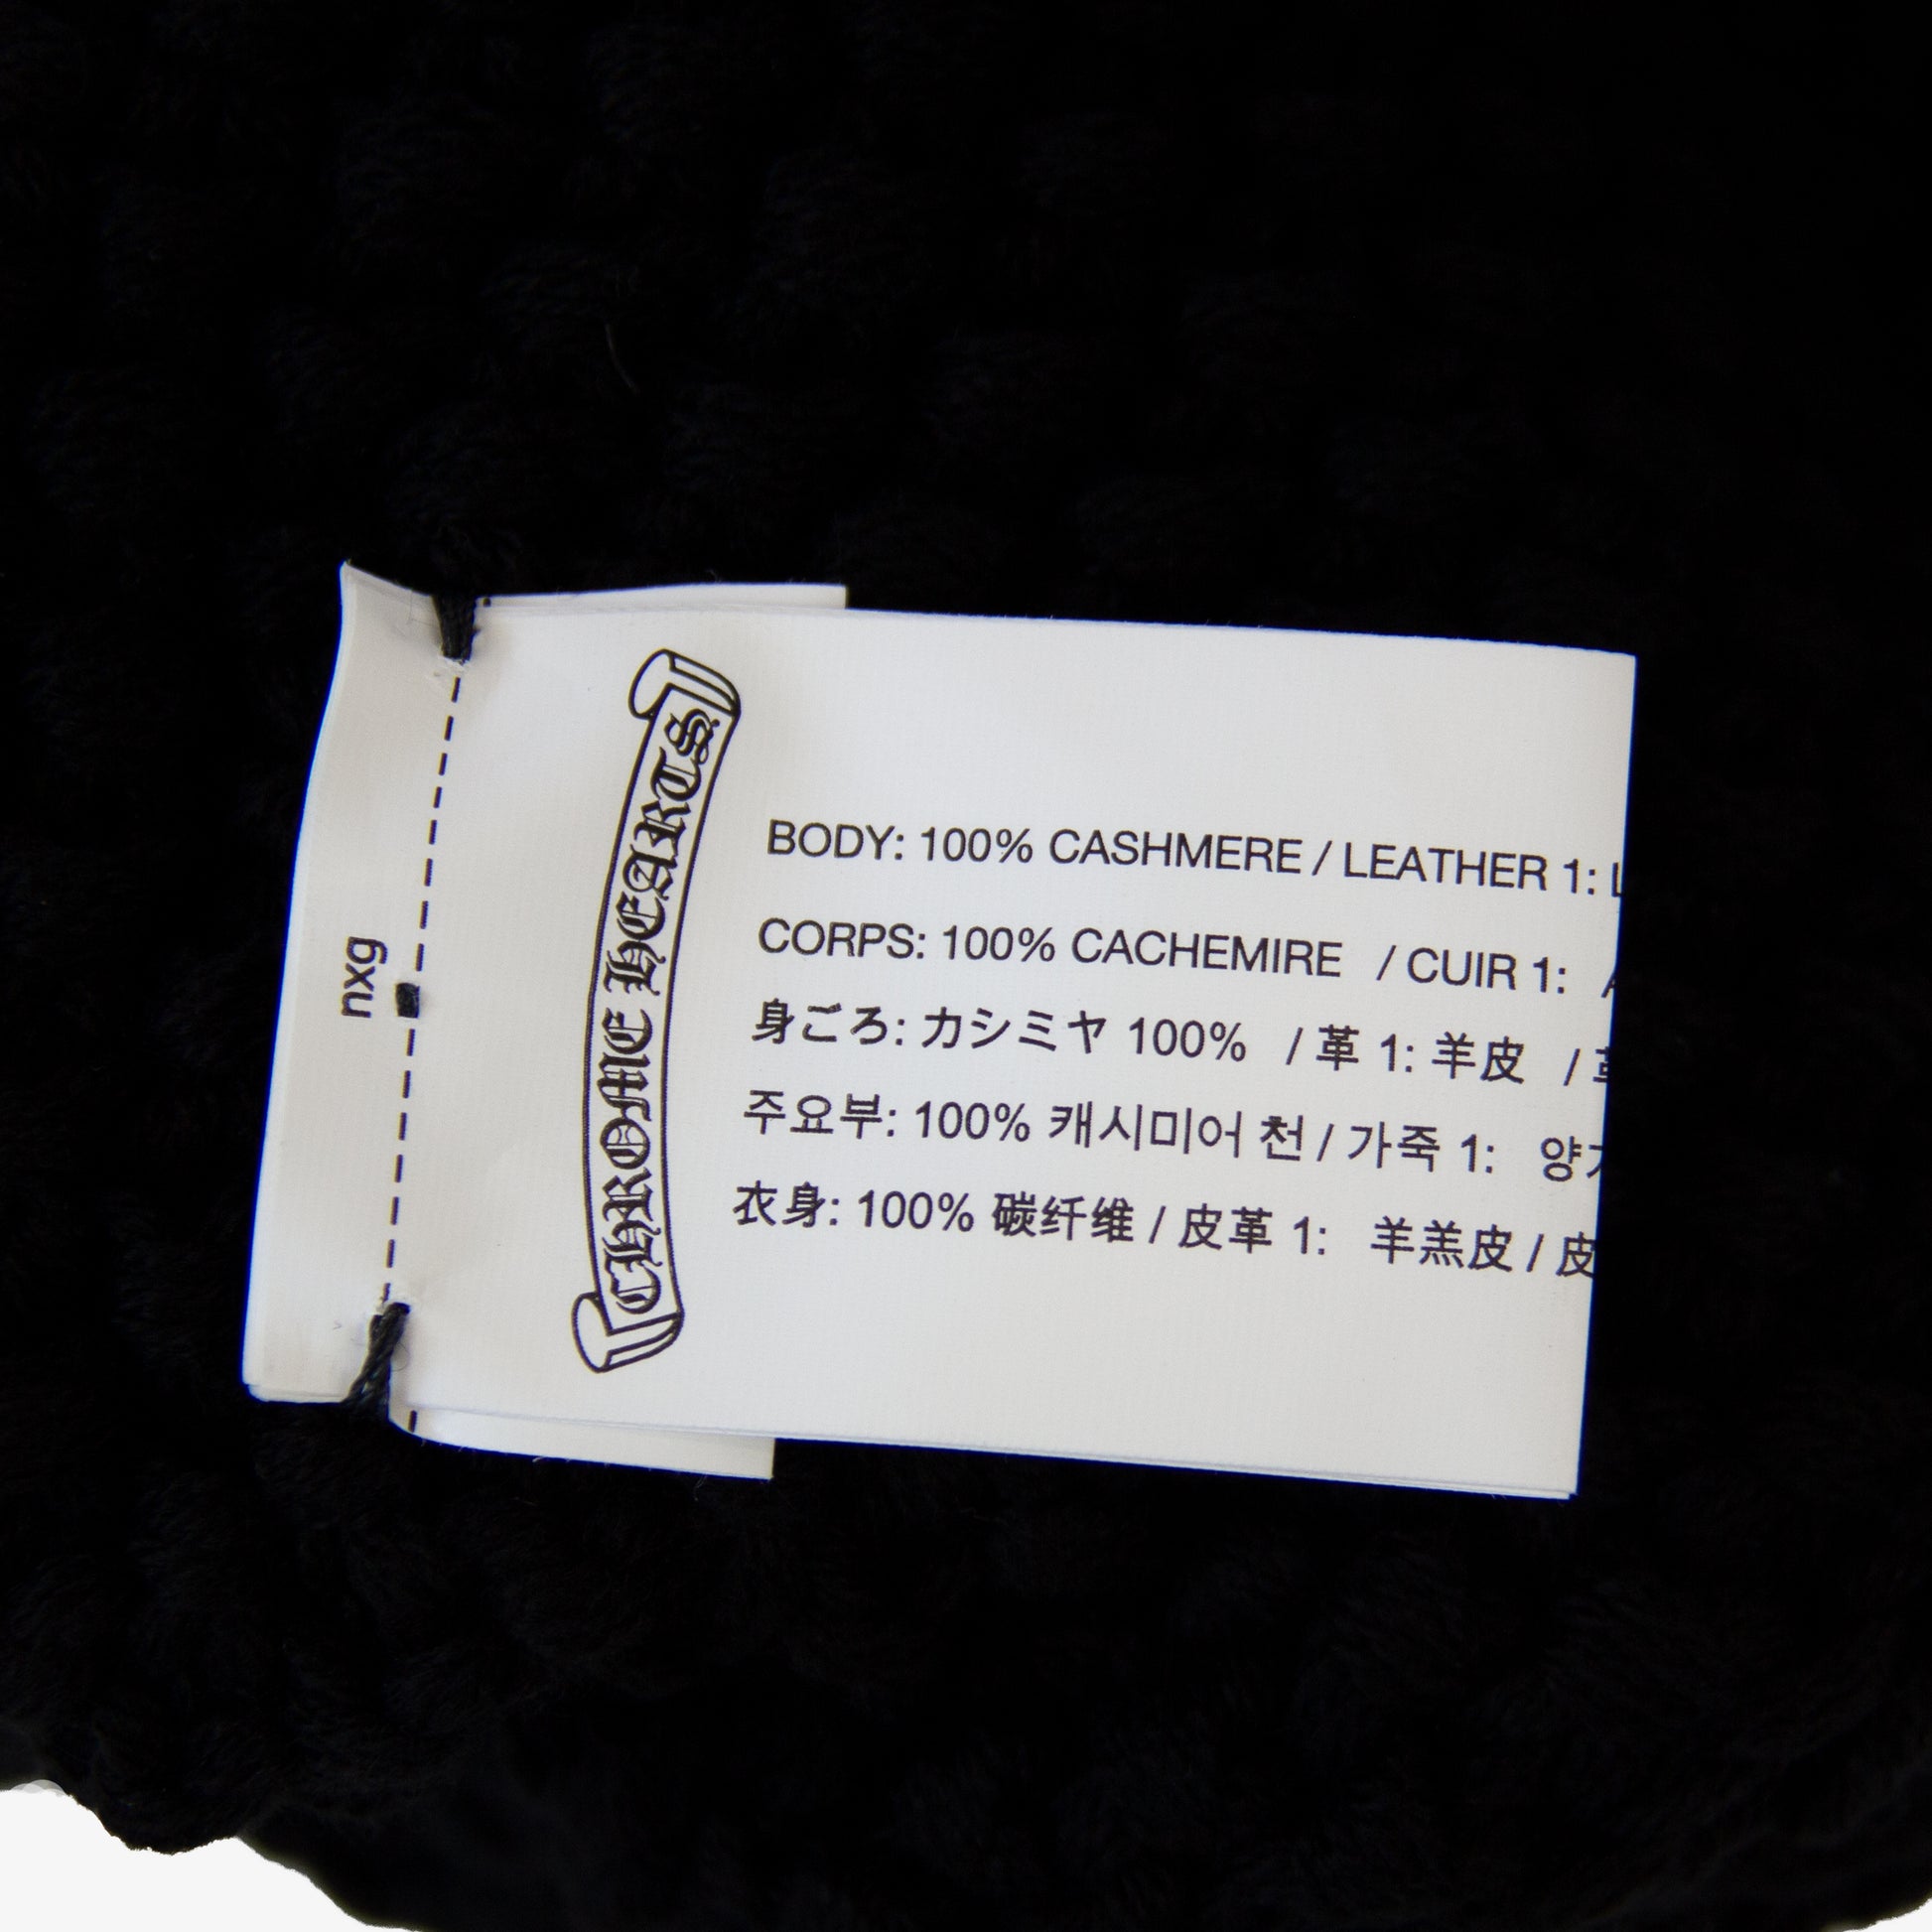 nxg
CHROME HEARTS
BODY: 100% CASHMERE / LEATHER 1:
CORPS: 100% CACHEMIRE / CUIR 1:
身ごろ: カシミヤ 100% / 革 1: 羊皮 /
주요부: 100% 캐시미어 천 / 가죽 1: 양
衣身: 100% 碳纤维 / 皮革 1: 羊羔皮 / 皮